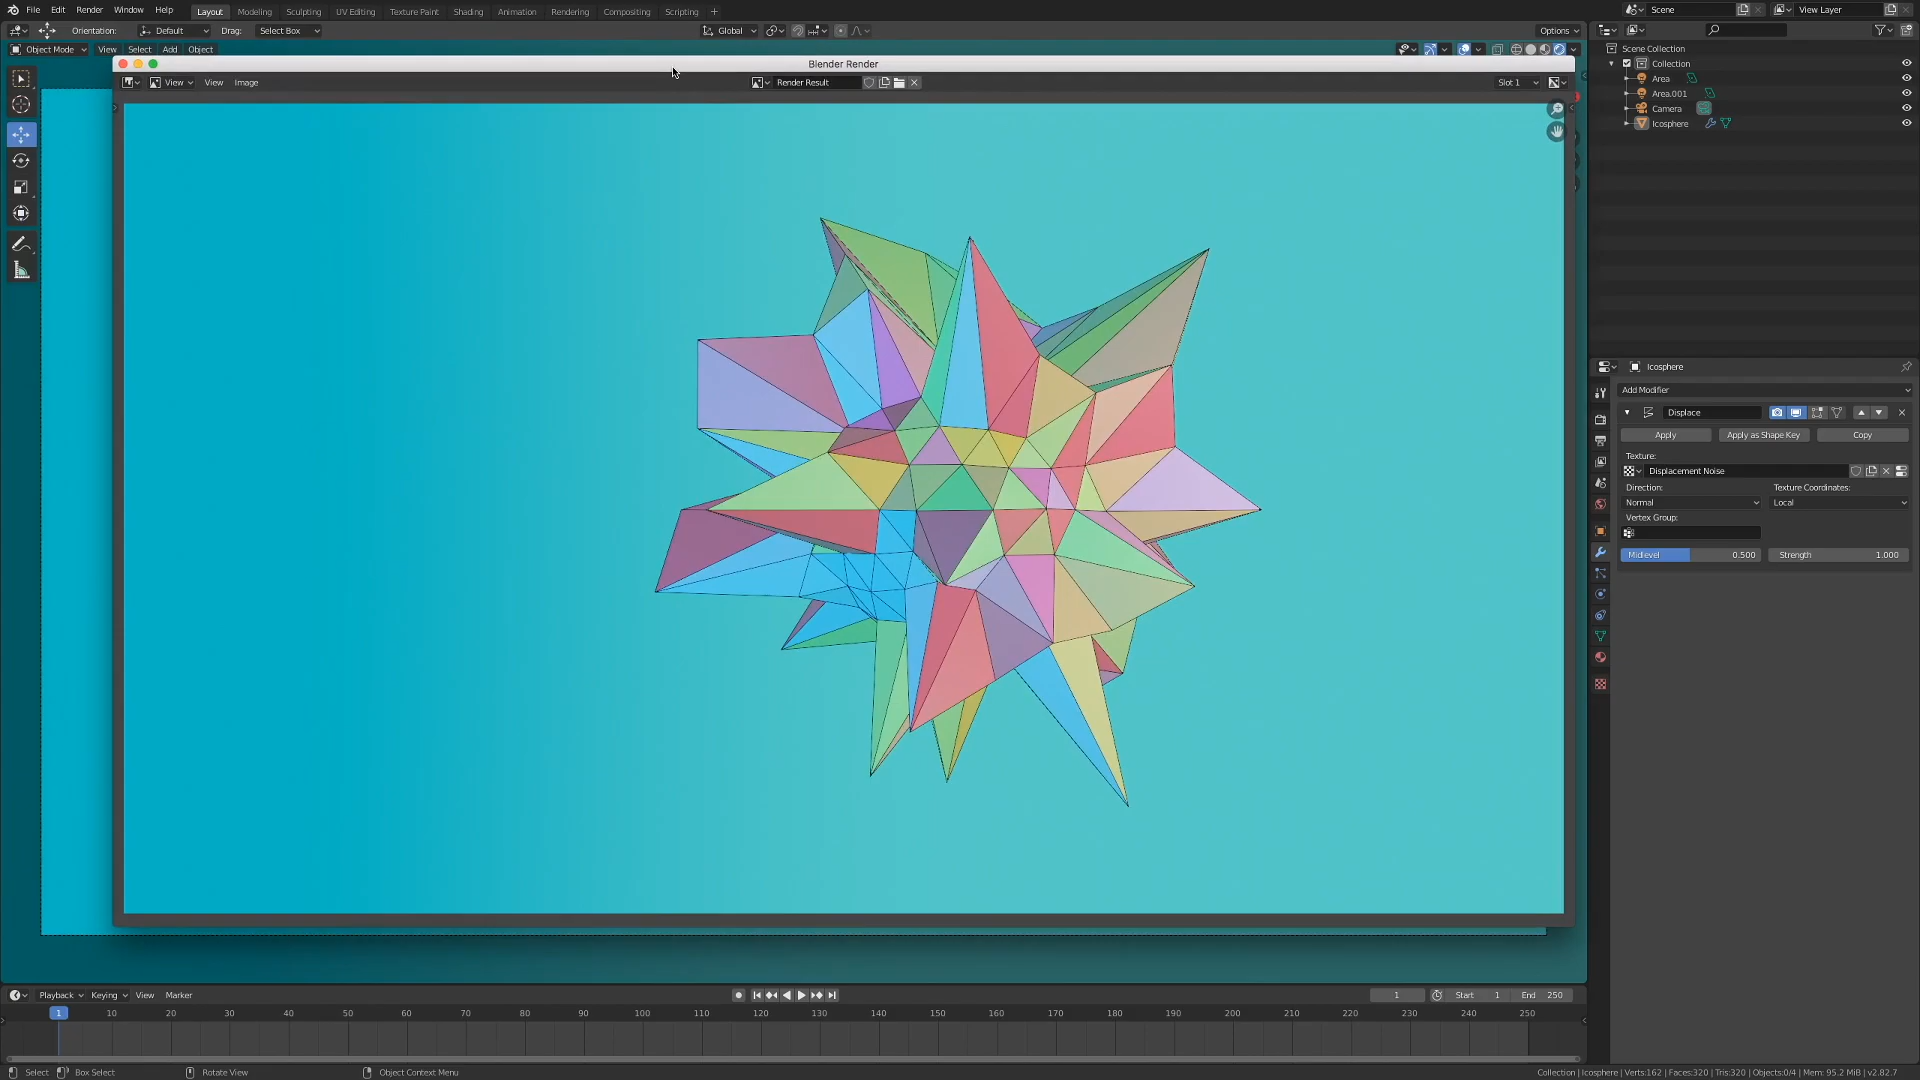 File Edit Render Window Help Layout Modeling Sculpting UV Editing Texture Paint Shading Animation Rendering Compositing Scripting + Scene View Layer
Orientation: Default Drag: Select Box Global Options
Object Mode View Select Add Object Scene Collection
Blender Render Collection
View View Image Render Result Slot 1
Area
Area.001
Camera
Icosphere
Icosphere
Add Modifier
Displace
Apply Apply as Shape Key Copy
Texture:
Displacement Noise
Direction: Texture Coordinates:
Normal Local
Vertex Group:
Midlevel 0.500 Strength 1.000
Playback Keying View Marker 1 Start 1 End 250
1 10 20 30 40 50 60 70 80 90 100 110 120 130 140 150 160 170 180 190 200 210 220 230 240 250
Select Box Select Rotate View Object Context Menu Collection | Icosphere | Verts:162 | Faces:320 | Tris:320 | Objects:0/4 | Mem: 95.2 MiB | v2.82.7